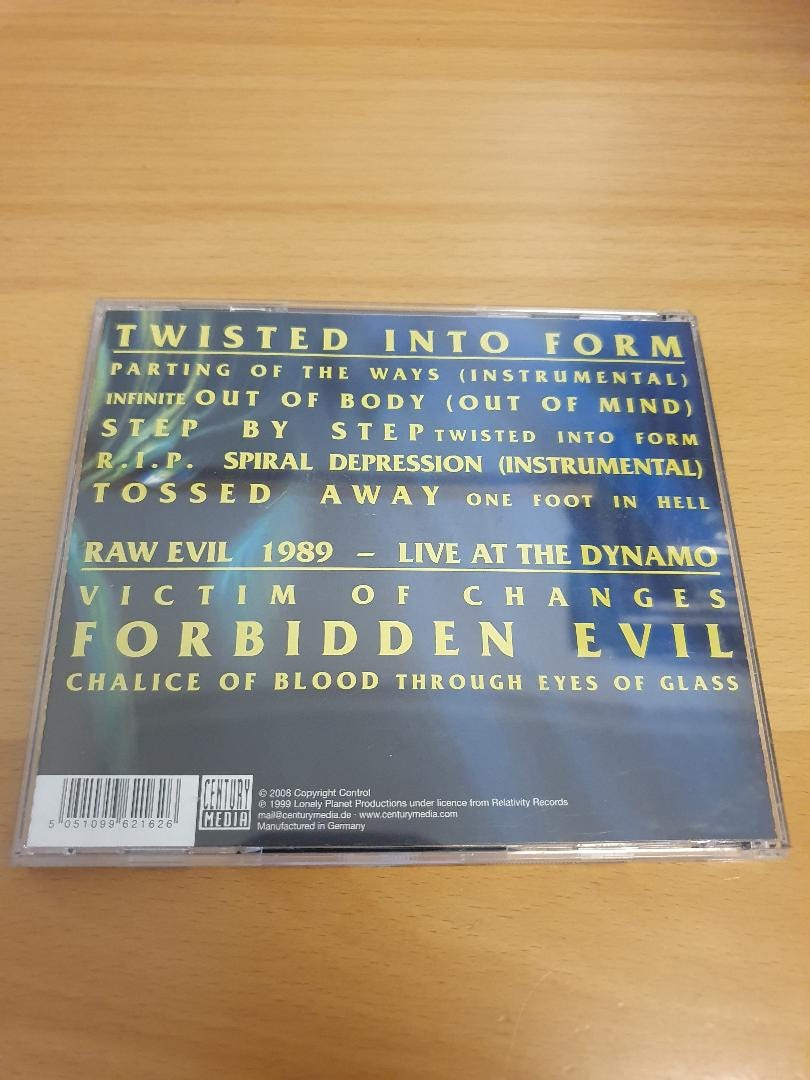 TWISTED INTO FORM
PARTING OF THE WAYS (INSTRUMENTAL)
INFINITE OUT OF BODY (OUT OF MIND)
STEP BY STEP TWISTED INTO FORM
R.I.P. SPIRAL DEPRESSION (INSTRUMENTAL)
TOSSED AWAY ONE FOOT IN HELL
RAW EVIL 1989 – LIVE AT THE DYNAMO
VICTIM OF CHANGES
FORBIDDEN EVIL
CHALICE OF BLOOD THROUGH EYES OF GLASS
5 051099 621626
CENTURY
MEDIA
© 2008 Copyright Control
℗ 1999 Lonely Planet Productions under licence from Relativity Records
mail@centurymedia.de · www.centurymedia.com
Manufactured in Germany